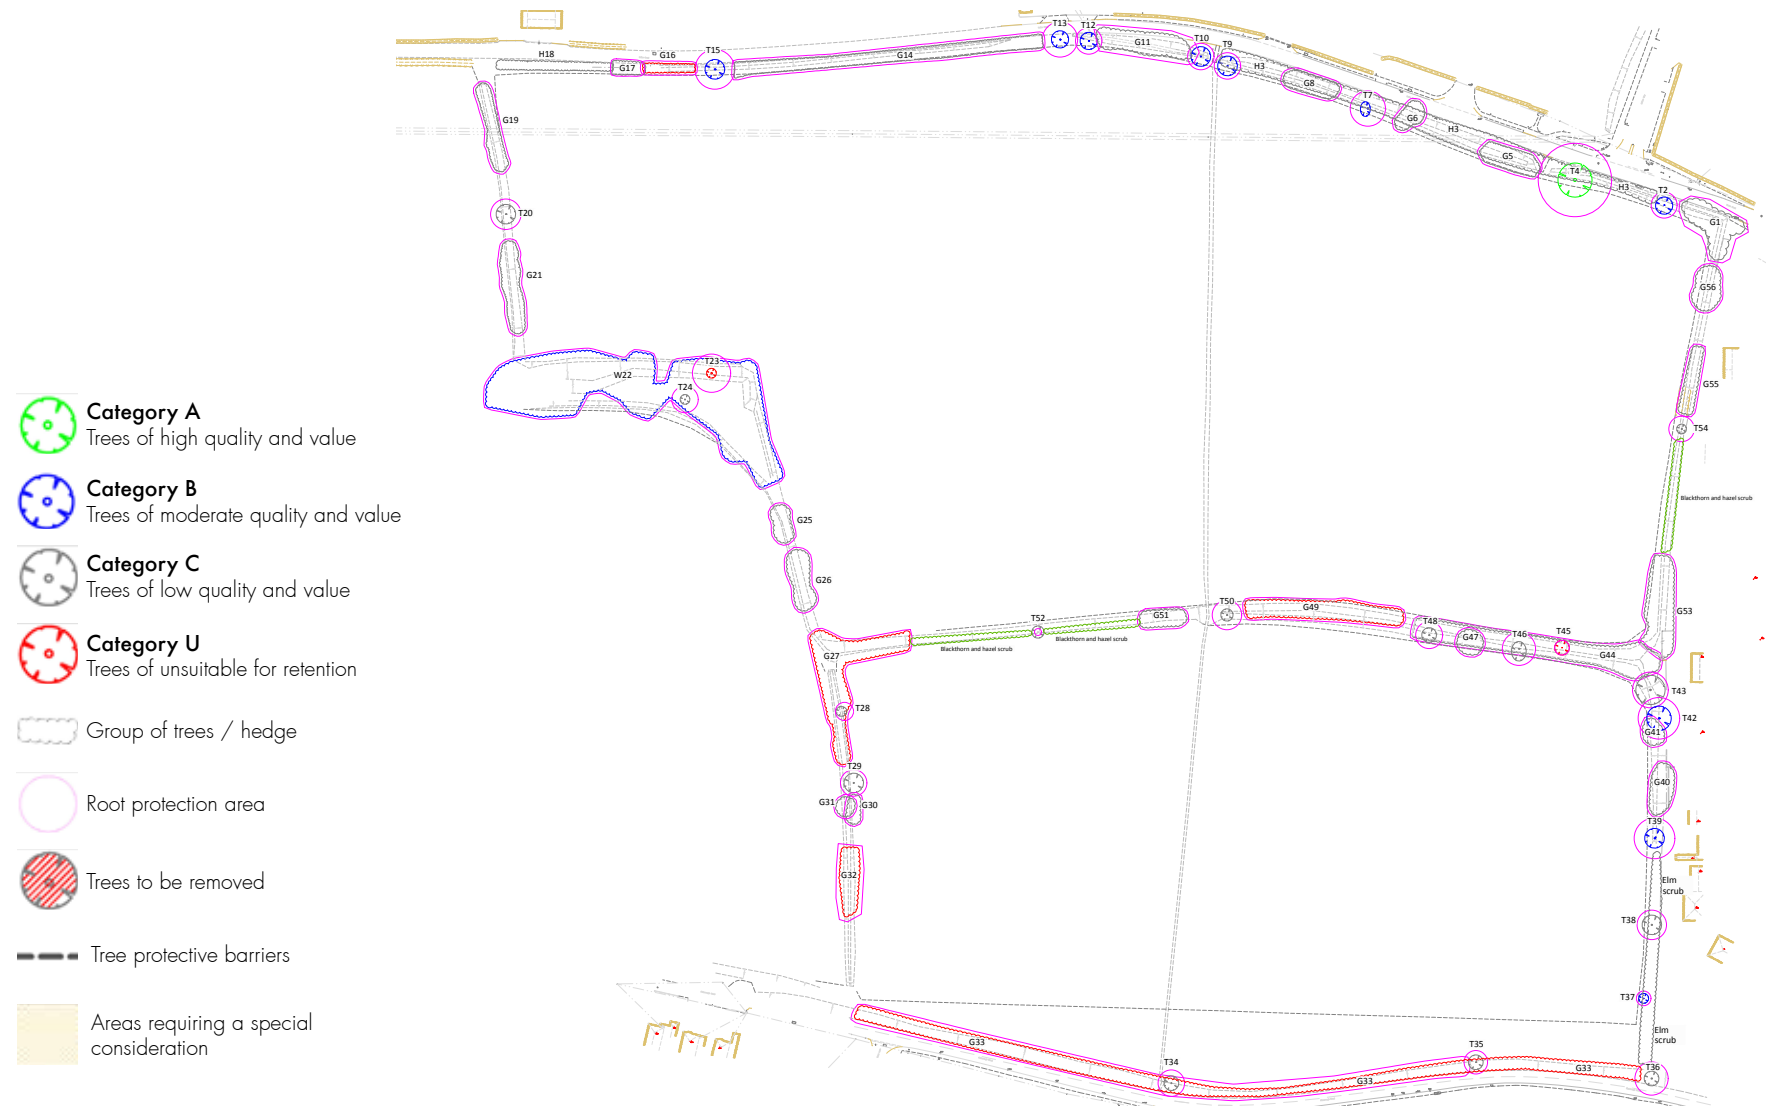 Category A
Trees of high quality and value
Category B
Trees of moderate quality and value
Category C
Trees of low quality and value
Category U
Trees of unsuitable for retention
Group of trees / hedge
Root protection area
Trees to be removed
Tree protective barriers
Areas requiring a special
consideration
H18
G17
G16
T15
G14
T13
T12
G11
T10
T9
H3
G8
T7
G6
H3
G5
T4
H3
T2
G1
G56
G55
T54
Blackthorn and hazel scrub
G53
G19
T20
G21
W22
T23
T24
G25
G26
G27
T28
T29
G31
G30
G32
Blackthorn and hazel scrub
T52
Blackthorn and hazel scrub
G51
T50
G49
T48
G47
T46
T45
G44
T43
T42
G41
G40
T39
Elm
scrub
T38
T37
Elm
scrub
T36
G33
T35
G33
T34
G33